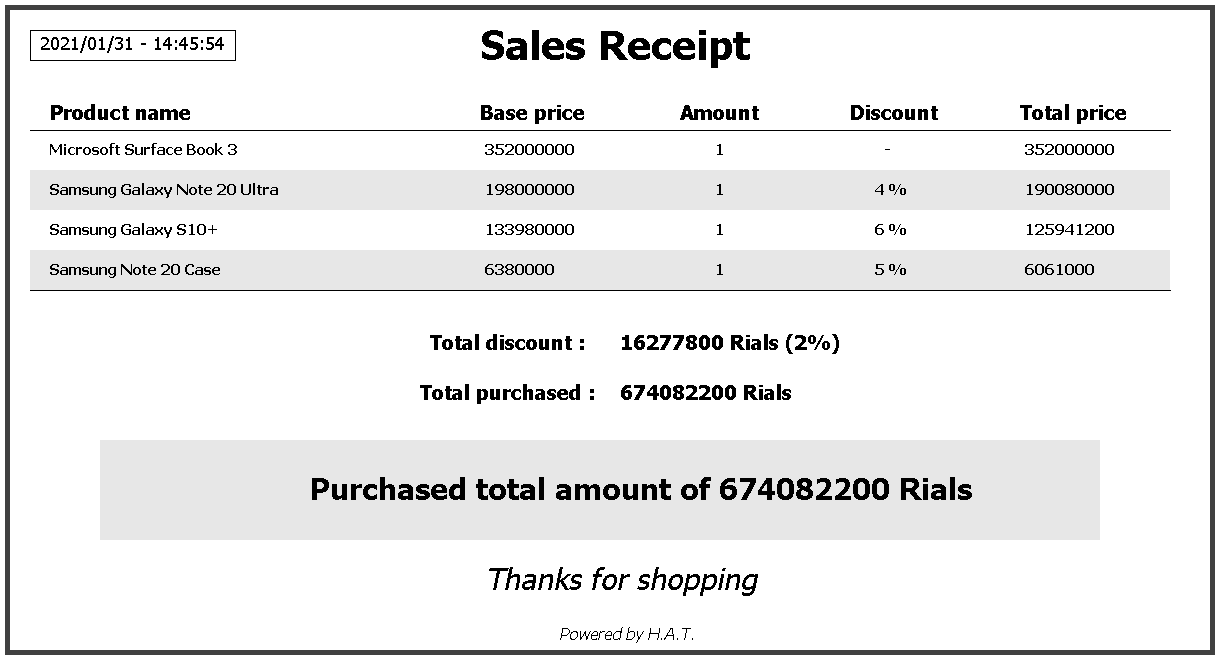 2021/01/31 - 14:45:54
Sales Receipt
Product name Base price Amount Discount Total price
Microsoft Surface Book 3 352000000 1 - 352000000
Samsung Galaxy Note 20 Ultra 198000000 1 4 % 190080000
Samsung Galaxy S10+ 133980000 1 6 % 125941200
Samsung Note 20 Case 6380000 1 5 % 6061000
Total discount : 16277800 Rials (2%)
Total purchased : 674082200 Rials
Purchased total amount of 674082200 Rials
Thanks for shopping
Powered by H.A.T.